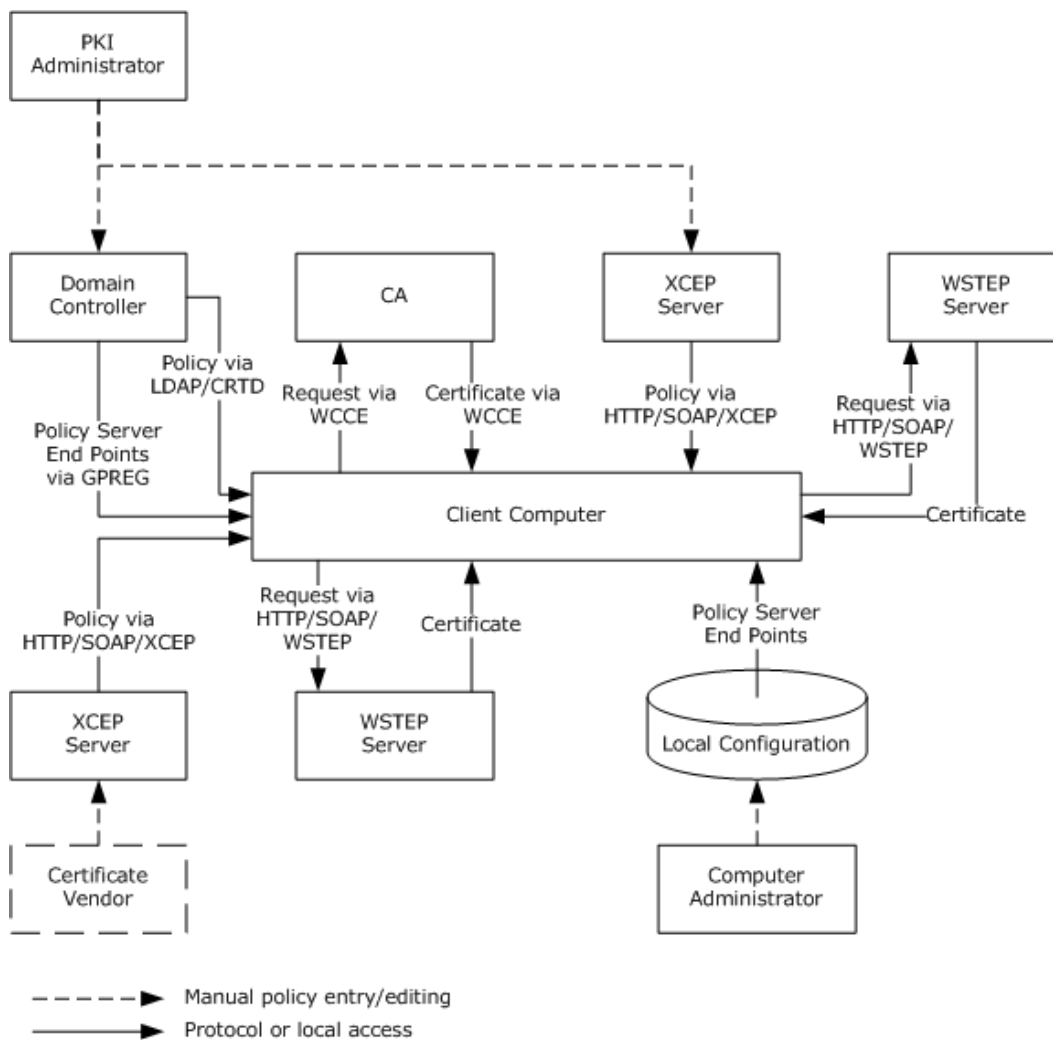 PKI
Administrator
Domain
Controller
CA
XCEP
Server
WSTEP
Server
Policy via
LDAP/CRTD
Request via
WCCE
Certificate via
WCCE
Policy via
HTTP/SOAP/XCEP
Request via
HTTP/SOAP/
WSTEP
Policy Server
End Points
via GPREG
Client Computer
Certificate
Policy via
HTTP/SOAP/XCEP
Request via
HTTP/SOAP/
WSTEP
Certificate
Policy Server
End Points
XCEP
Server
WSTEP
Server
Local Configuration
Certificate
Vendor
Computer
Administrator
Manual policy entry/editing
Protocol or local access